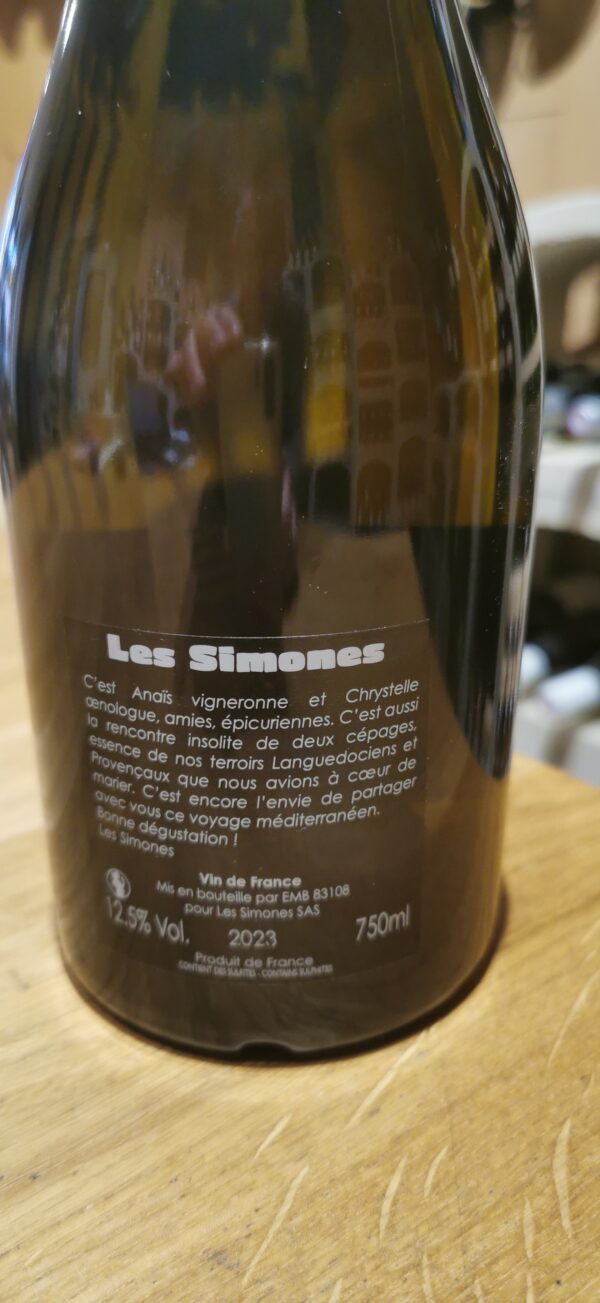 Les Simones
C'est Anaïs vigneronne et Chrystelle
œnologue, amies, épicuriennes. C'est aussi
la rencontre insolite de deux cépages,
essence de nos terroirs Languedociens et
Provençaux que nous avions à cœur de
marier. C'est encore l'envie de partager
avec vous ce voyage méditerranéen.
Bonne dégustation !
Les Simones
Vin de France
Mis en bouteille par EMB 83108
pour Les Simones SAS
12.5% Vol. 2023 750ml
Produit de France
CONTIENT DES SULFITES - CONTAINS SULPHITES